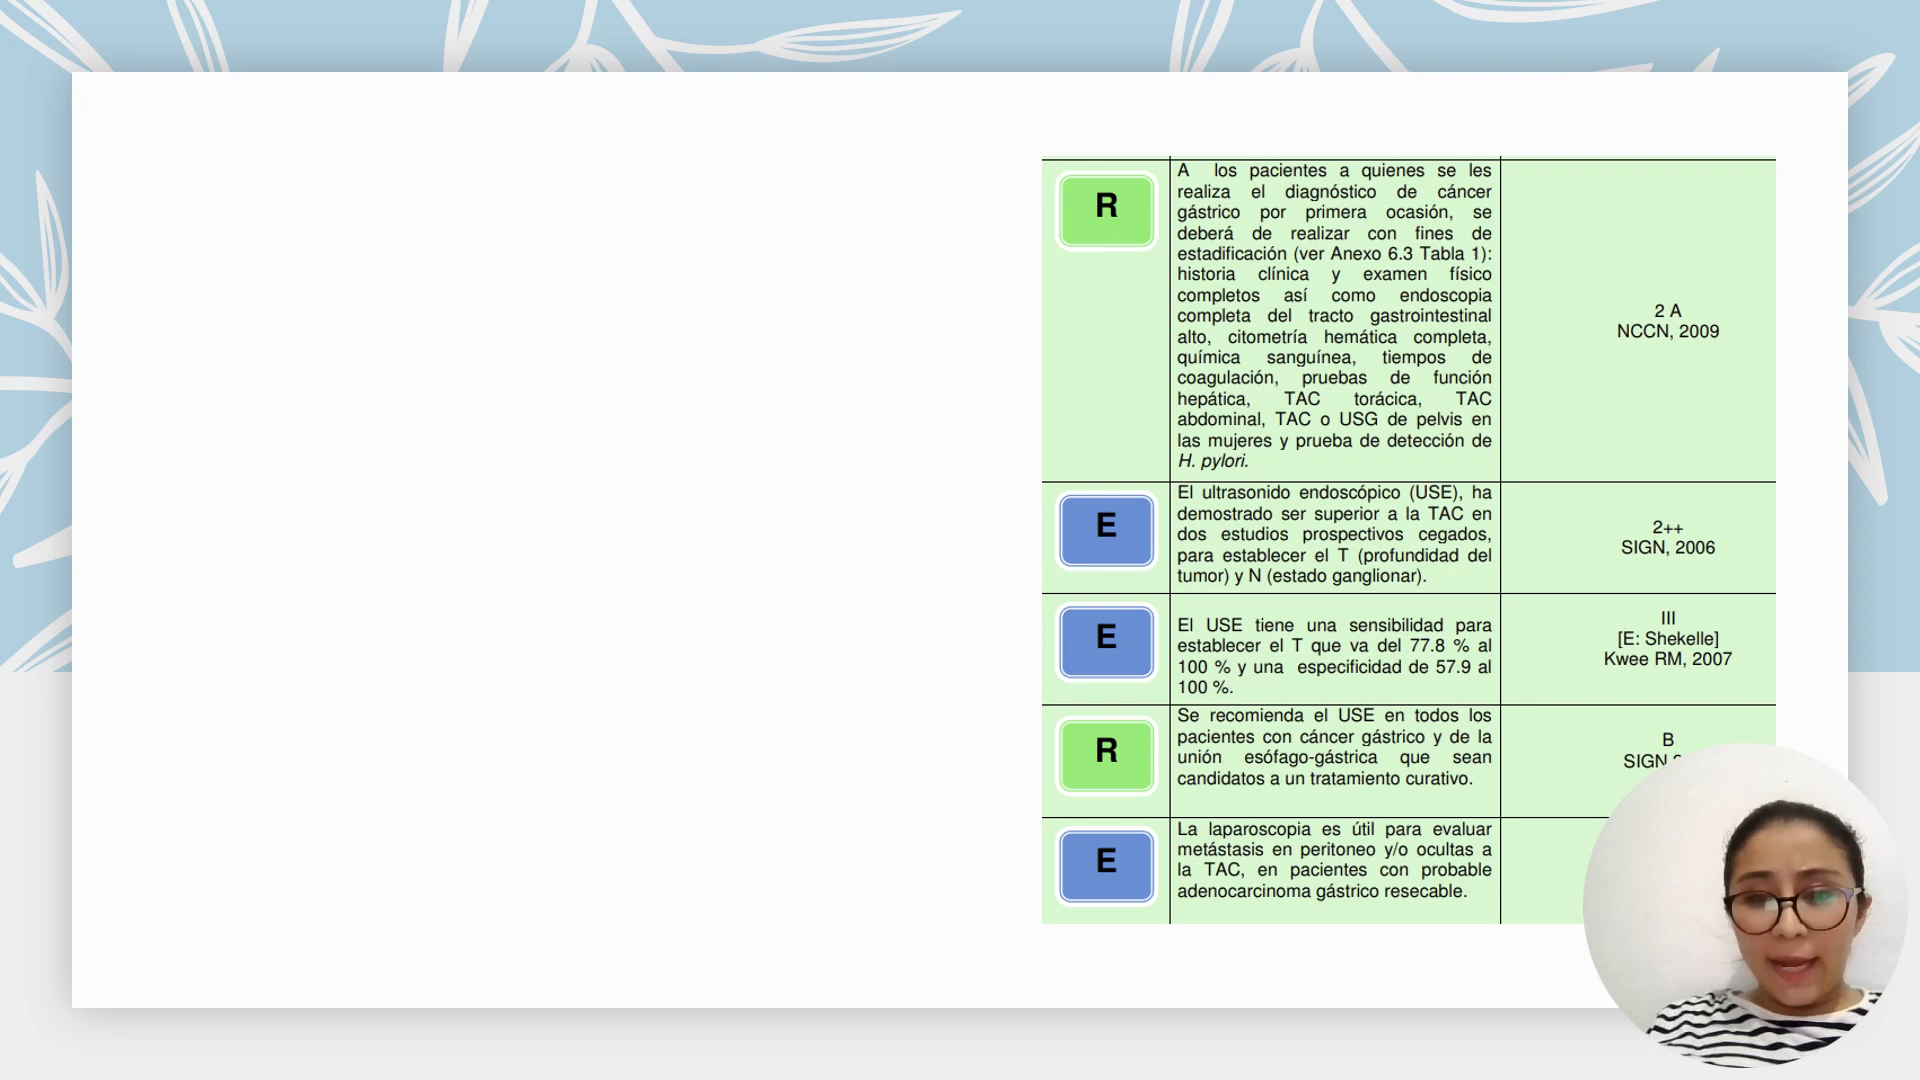 R
A los pacientes a quienes se les
realiza el diagnóstico de cáncer
gástrico por primera ocasión, se
deberá de realizar con fines de
estadificación (ver Anexo 6.3 Tabla 1):
historia clínica y examen físico
completos así como endoscopia
completa del tracto gastrointestinal
alto, citometría hemática completa,
química sanguínea, tiempos de
coagulación, pruebas de función
hepática, TAC torácica, TAC
abdominal, TAC o USG de pelvis en
las mujeres y prueba de detección de
H. pylori.
2 A
NCCN, 2009
E
El ultrasonido endoscópico (USE), ha
demostrado ser superior a la TAC en
dos estudios prospectivos cegados,
para establecer el T (profundidad del
tumor) y N (estado ganglionar).
2++
SIGN, 2006
E
El USE tiene una sensibilidad para
establecer el T que va del 77.8 % al
100 % y una especificidad de 57.9 al
100 %.
III
[E: Shekelle]
Kwee RM, 2007
R
Se recomienda el USE en todos los
pacientes con cáncer gástrico y de la
unión esófago-gástrica que sean
candidatos a un tratamiento curativo.
B
SIGN
E
La laparoscopia es útil para evaluar
metástasis en peritoneo y/o ocultas a
la TAC, en pacientes con probable
adenocarcinoma gástrico resecable.